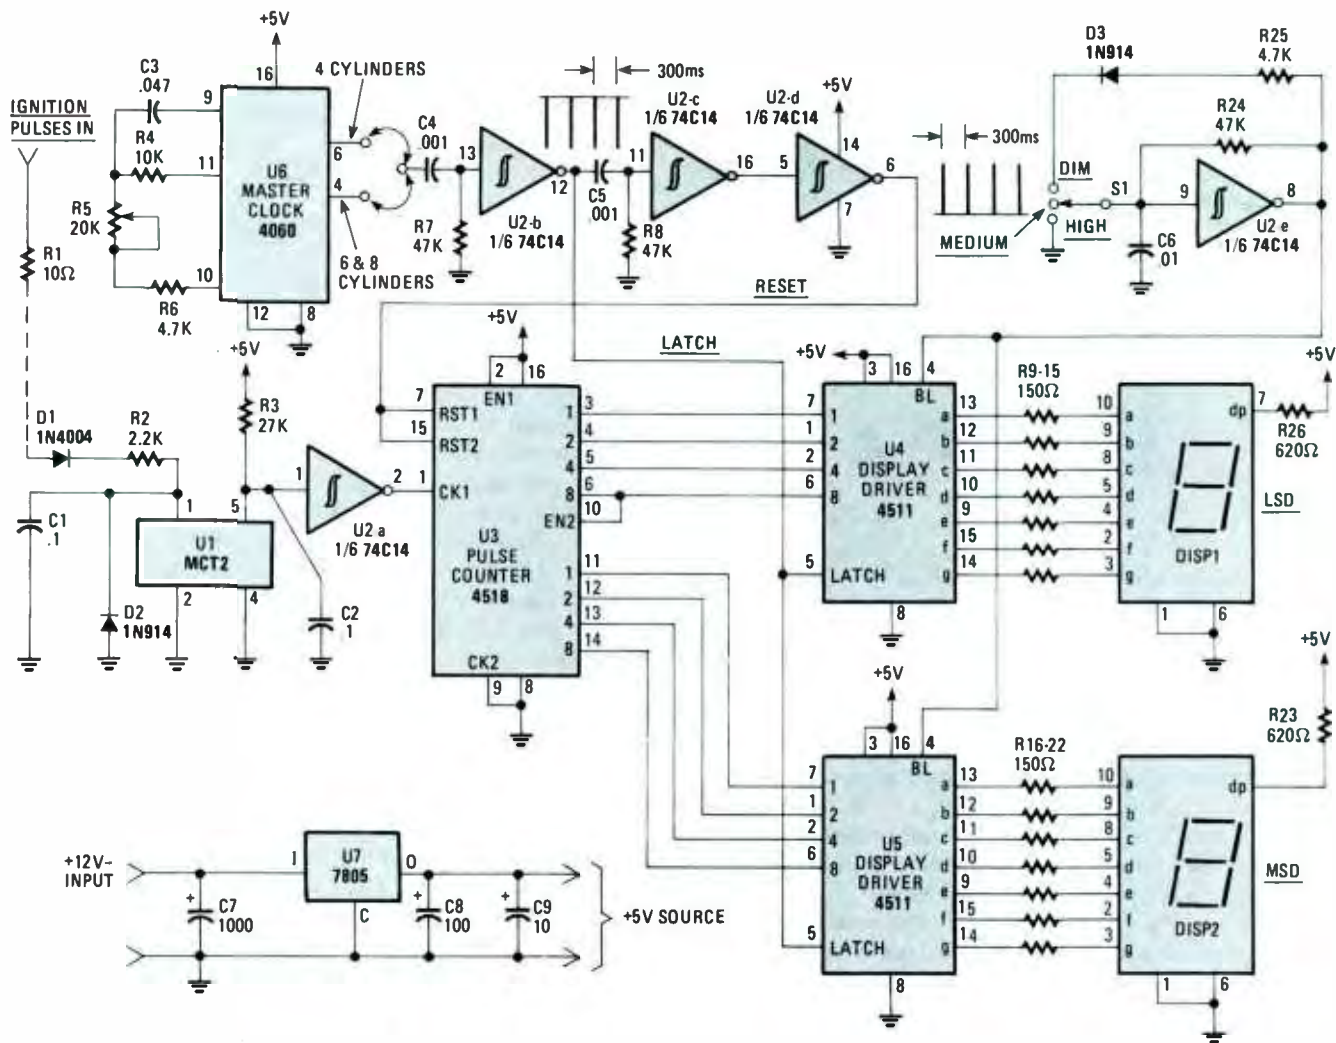 +5V
C3
.047
R4
10K
R5
20K
R6
4.7K
9
11
10
16
U6
MASTER
CLOCK
4060
12
8
6
4
4 CYLINDERS
6 & 8
CYLINDERS
IGNITION
PULSES IN
R1
10Ω
C4
.001
R7
47K
13
12
U2-b
1/6 74C14
300ms
C5
.001
R8
47K
11
U2-c
1/6 74C14
16
5
U2-d
1/6 74C14
+5V
14
7
6
RESET
LATCH
300ms
MEDIUM
DIM
HIGH
S1
D3
1N914
R25
4.7K
R24
47K
9
8
C6
.01
U2 e
1/6 74C14
D1
1N4004
R2
2.2K
C1
.1
D2
1N914
1
5
U1
MCT2
2
4
+5V
R3
27K
1
2
U2 a
1/6 74C14
C2
1
+5V
2
16
EN1
7
RST1
15
RST2
1
CK1
U3
PULSE
COUNTER
4518
CK2
9
8
1
3
2
4
4
5
8
6
EN2
10
1
11
2
12
4
13
8
14
+5V
3
16
4
BL
7
1
1
2
2
4
6
8
U4
DISPLAY
DRIVER
4511
5
LATCH
8
a
13
b
12
c
11
d
10
e
9
f
15
g
14
R9-15
150Ω
10
a
9
b
8
c
5
d
4
e
2
f
3
g
dp
7
+5V
R26
620Ω
DISP1
LSD
1
6
+5V
3
16
4
BL
7
1
1
2
2
4
6
8
U5
DISPLAY
DRIVER
4511
5
LATCH
8
a
13
b
12
c
11
d
10
e
9
f
15
g
14
R16-22
150Ω
10
a
9
b
8
c
5
d
4
e
2
f
3
g
dp
+5V
R23
620Ω
DISP2
MSD
1
6
+12V-
INPUT
+
C7
1000
I
U7
7805
O
C
+
C8
100
+
C9
10
+5V SOURCE